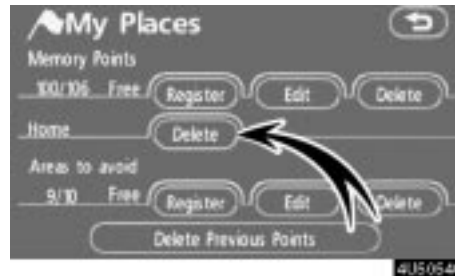 My Places
Memory Points
100/106 Free Register Edit Delete
Home Delete
Areas to avoid
9/10 Free Register Edit Delete
Delete Previous Points
4U5054